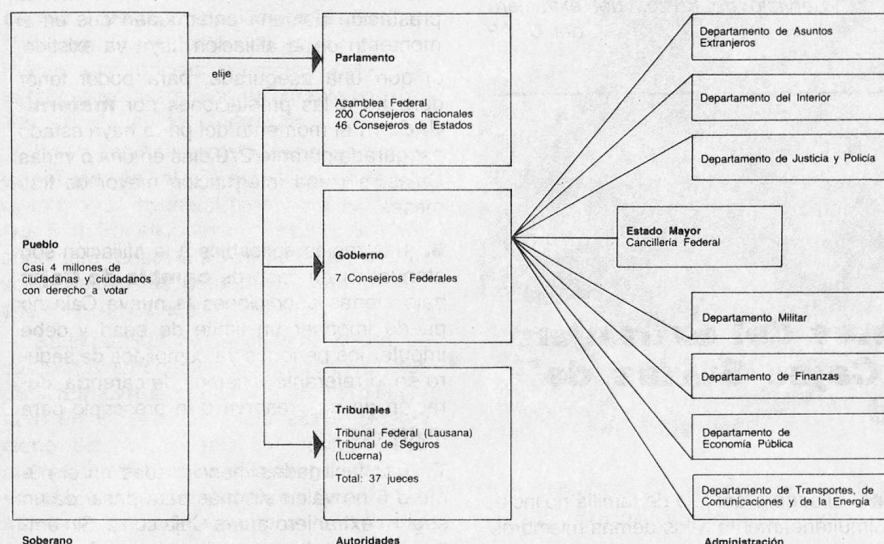 elije
Parlamento
Asamblea Federal
200 Consejeros nacionales
46 Consejeros de Estados
Pueblo
Casi 4 millones de
ciudadanas y ciudadanos
con derecho a votar
Gobierno
7 Consejeros Federales
Tribunales
Tribunal Federal (Lausana)
Tribunal de Seguros
(Lucerna)
Total: 37 jueces
Departamento de Asuntos
Extranjeros
Departamento del Interior
Departamento de Justicia y Policía
Estado Mayor
Cancillería Federal
Departamento Militar
Departamento de Finanzas
Departamento de
Economía Pública
Departamento de Transportes, de
Comunicaciones y de la Energía
Soberano
Autoridades
Administración